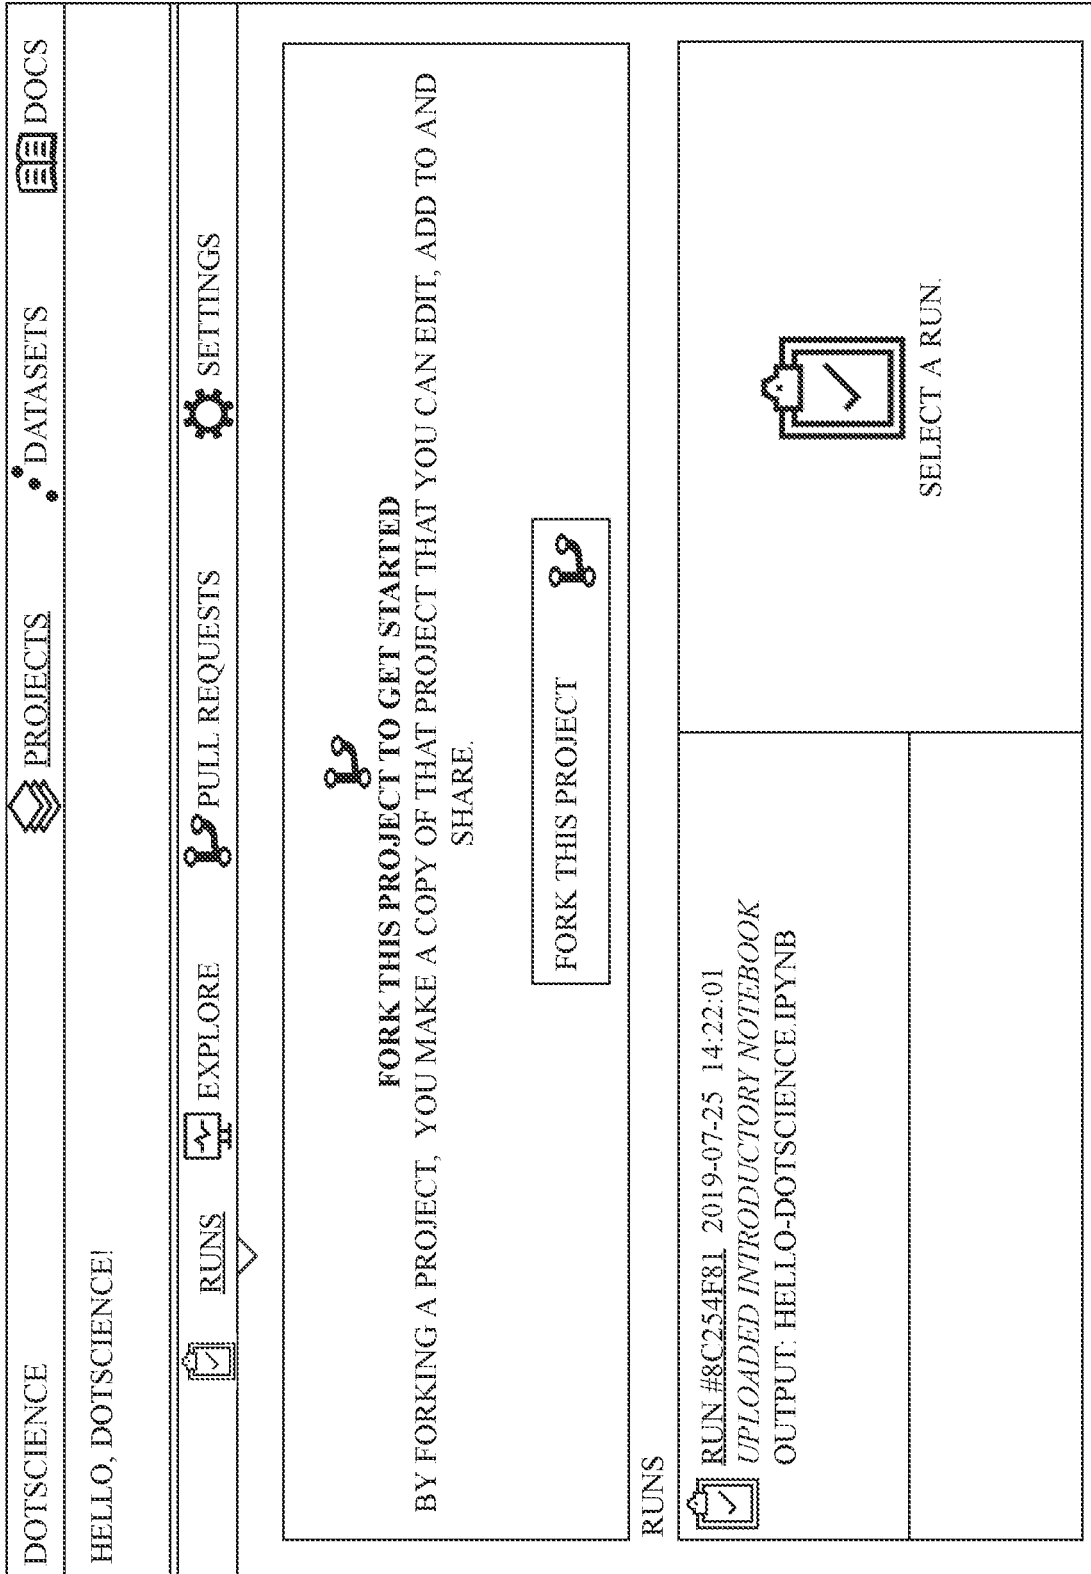 DOTSCIENCE PROJECTS DATASETS DOCS
HELLO, DOTSCIENCE!
RUNS EXPLORE PULL REQUESTS SETTINGS
FORK THIS PROJECT TO GET STARTED
BY FORKING A PROJECT, YOU MAKE A COPY OF THAT PROJECT THAT YOU CAN EDIT, ADD TO AND
SHARE.
FORK THIS PROJECT
RUNS
RUN #8C254F81 2019-07-25 14:22:01
UPLOADED INTRODUCTORY NOTEBOOK
OUTPUT: HELLO-DOTSCIENCE.IPYNB
SELECT A RUN.